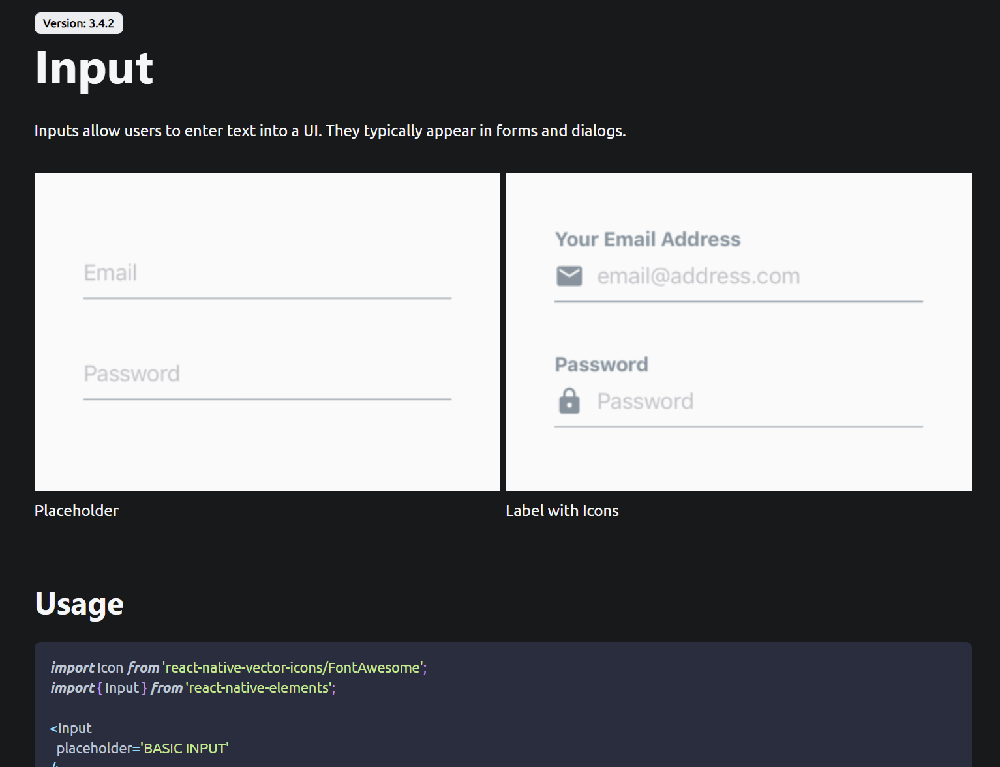 Version: 3.4.2
Input
Inputs allow users to enter text into a UI. They typically appear in forms and dialogs.
Email
Password
Placeholder
Your Email Address
email@address.com
Password
Password
Label with Icons
Usage
import Icon from 'react-native-vector-icons/FontAwesome';
import { Input } from 'react-native-elements';
<Input
placeholder='BASIC INPUT'